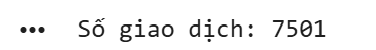 ••• Số giao dịch: 7501